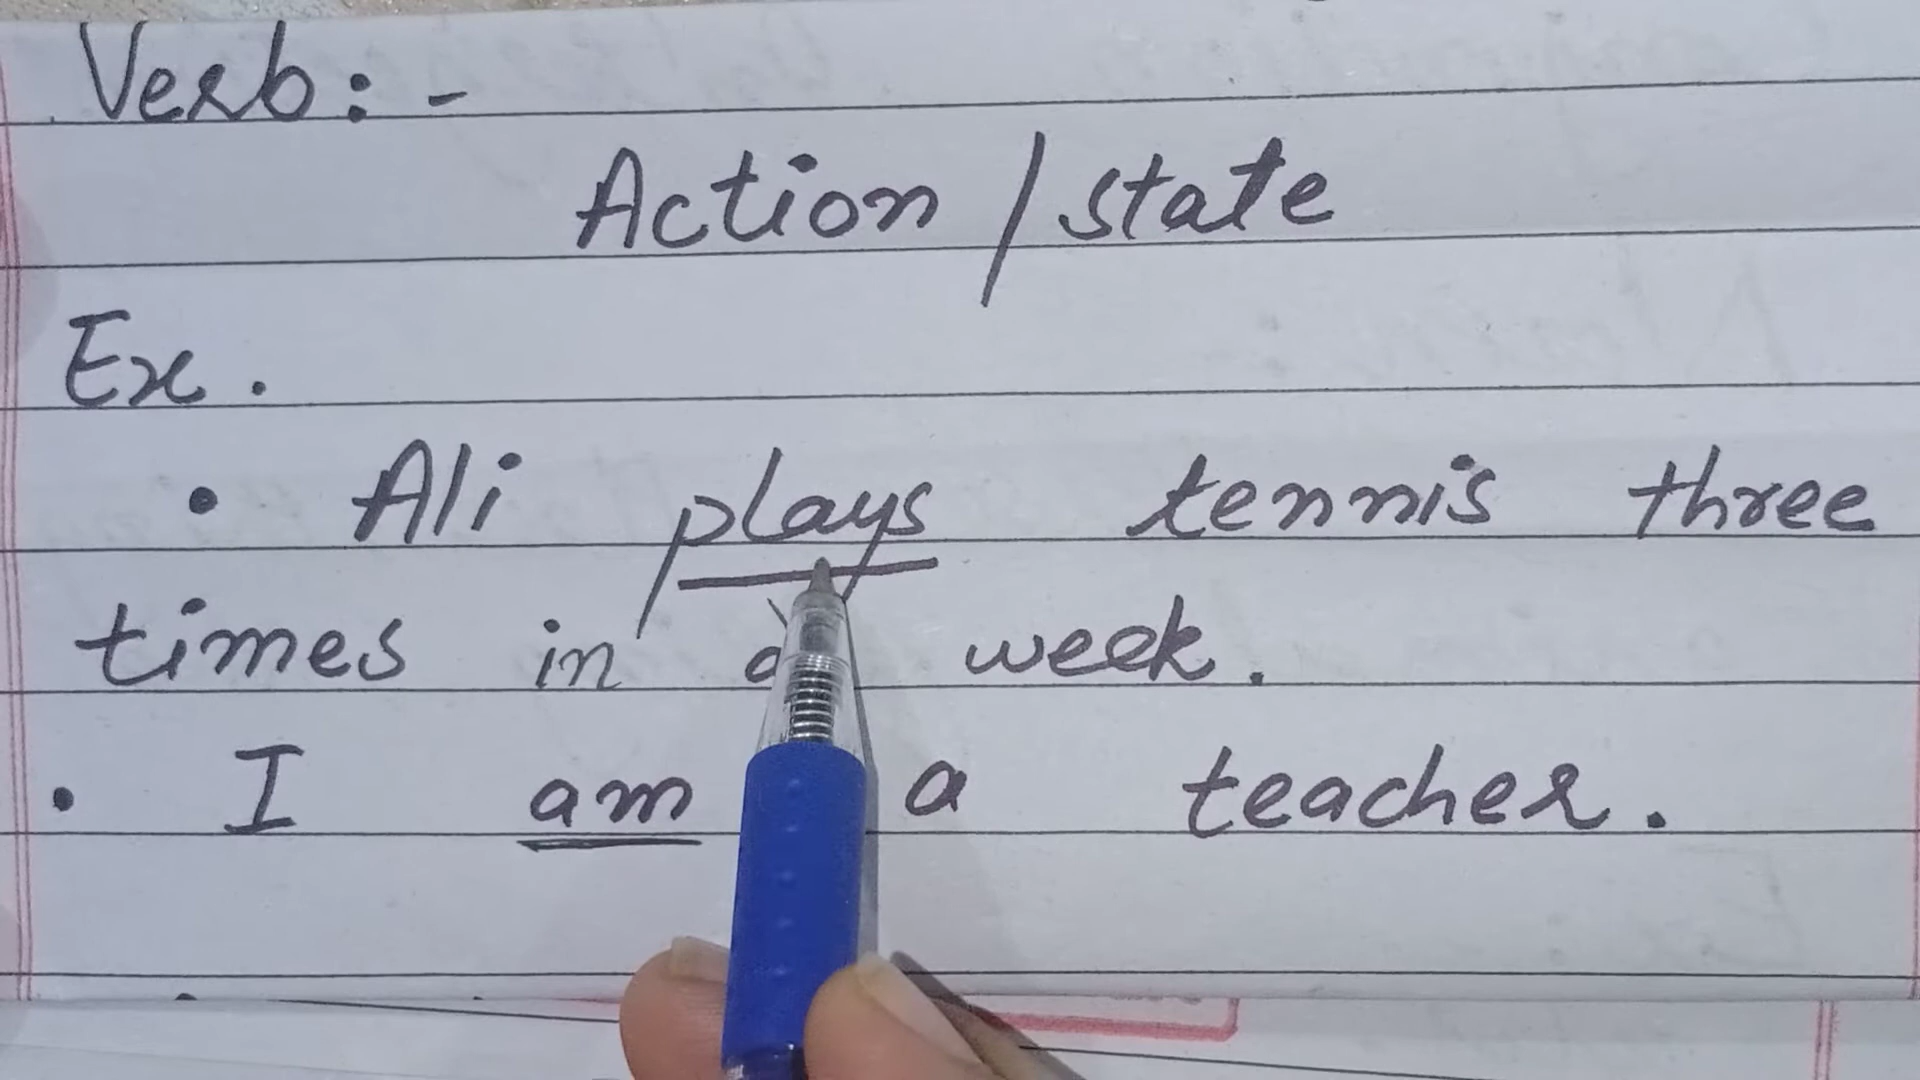 Verb:-
Action / state
Ex.
• Ali plays tennis three
times in a week.
• I am a teacher.